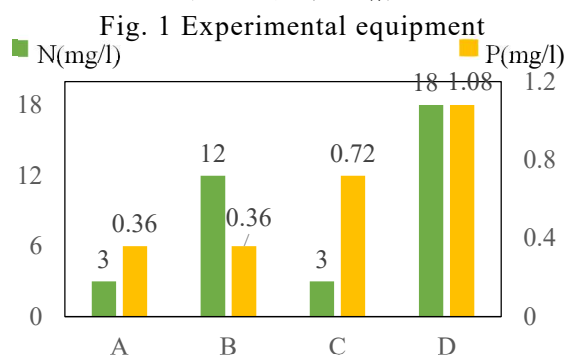 Fig. 1 Experimental equipment
N(mg/l) P(mg/l)
18 1.08 1.2
18
12 0.72 0.8
12
0.36 0.36
6 3 3 0.4
0 0
A B C D